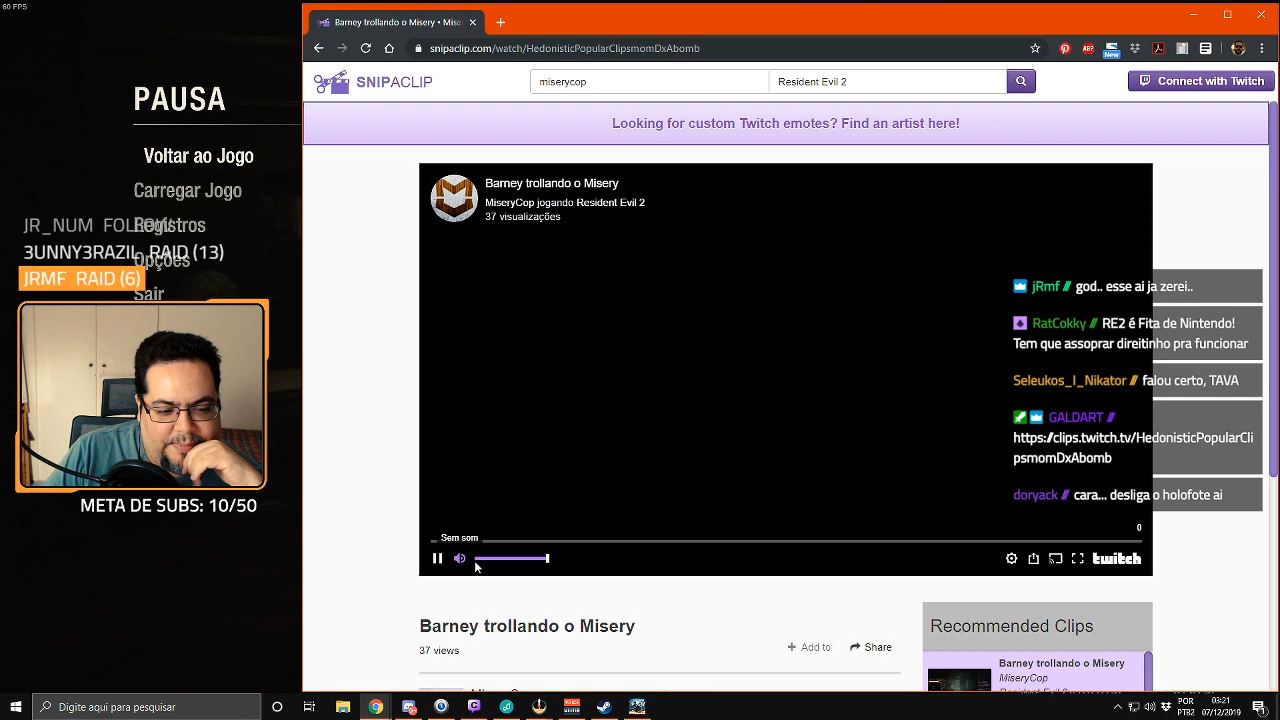 60 FPS
PAUSA
Voltar ao Jogo
Carregar Jogo
Registros
Opções
Sair
JR_NUM FOLLOW
3UNNY3RAZIL RAID (13)
JRMF RAID (6)
META DE SUBS: 10/50
Barney trollando o Misery • Mise
snipaclip.com/watch/HedonisticPopularClipsmomDxAbomb
New
SNIPACLIP
miserycop
Resident Evil 2
Connect with Twitch
Looking for custom Twitch emotes? Find an artist here!
Barney trollando o Misery
MiseryCop jogando Resident Evil 2
37 visualizações
jRmf // god.. esse ai ja zerei..
RatCokky // RE2 é Fita de Nintendo!
Tem que assoprar direitinho pra funcionar
Seleukos_I_Nikator // falou certo, TAVA
GALDART //
https://clips.twitch.tv/HedonisticPopularCli
psmomDxAbomb
doryack // cara... desliga o holofote ai
0
Sem som
twitch
Barney trollando o Misery
37 views
Add to
Share
Recommended Clips
Barney trollando o Misery
MiseryCop
Digite aqui para pesquisar
POR
PTB2
03:21
07/12/2019